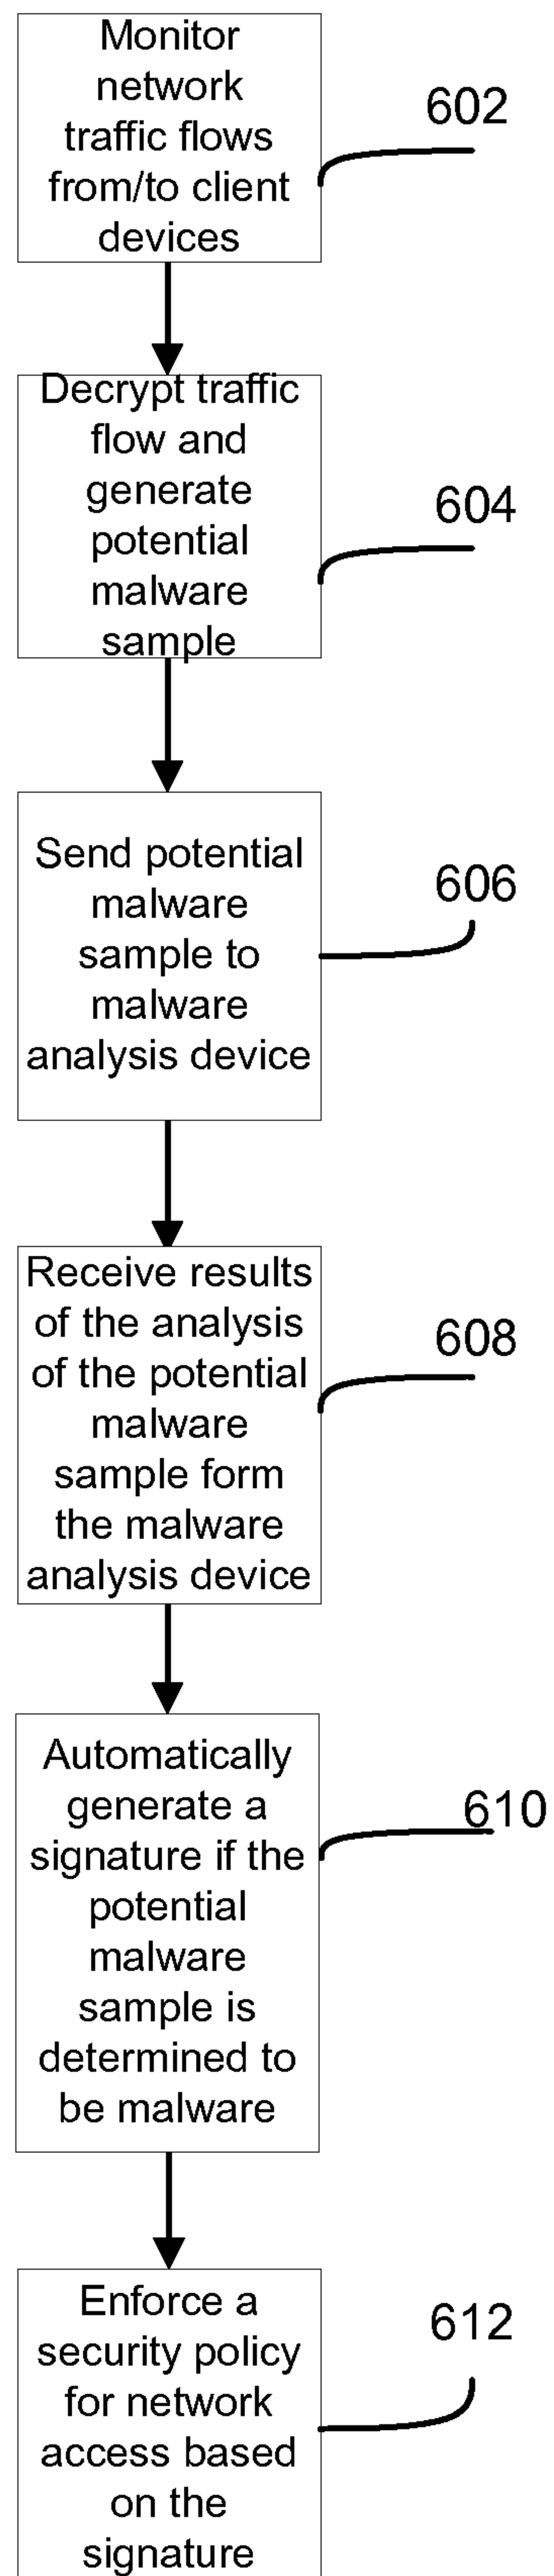 Monitor
network
traffic flows
from/to client
devices
602
Decrypt traffic
flow and
generate
potential
malware
sample
604
Send potential
malware
sample to
malware
analysis device
606
Receive results
of the analysis
of the potential
malware
sample form
the malware
analysis device
608
Automatically
generate a
signature if the
potential
malware
sample is
determined to
be malware
610
Enforce a
security policy
for network
access based
on the
signature
612